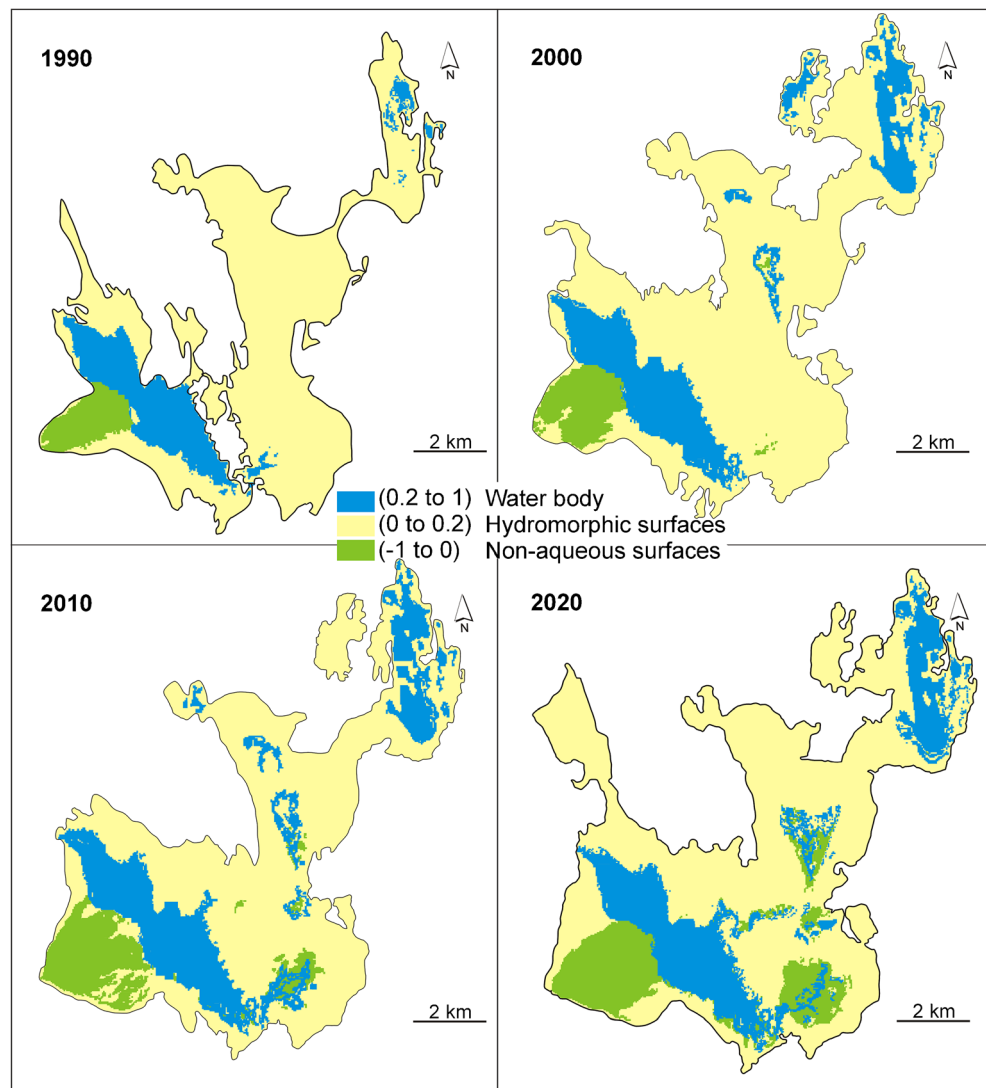 1990
N
2 km
2000
N
2 km
(0.2 to 1) Water body
(0 to 0.2) Hydromorphic surfaces
(-1 to 0) Non-aqueous surfaces
2010
N
2 km
2020
N
2 km